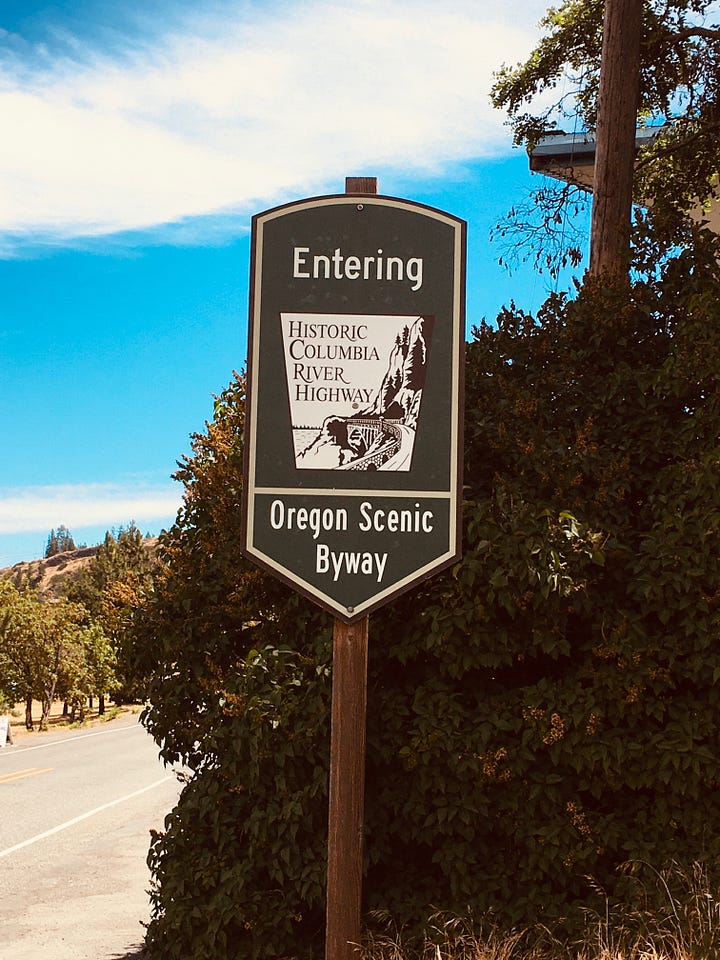 Entering
HISTORIC
COLUMBIA
RIVER
HIGHWAY
Oregon Scenic
Byway